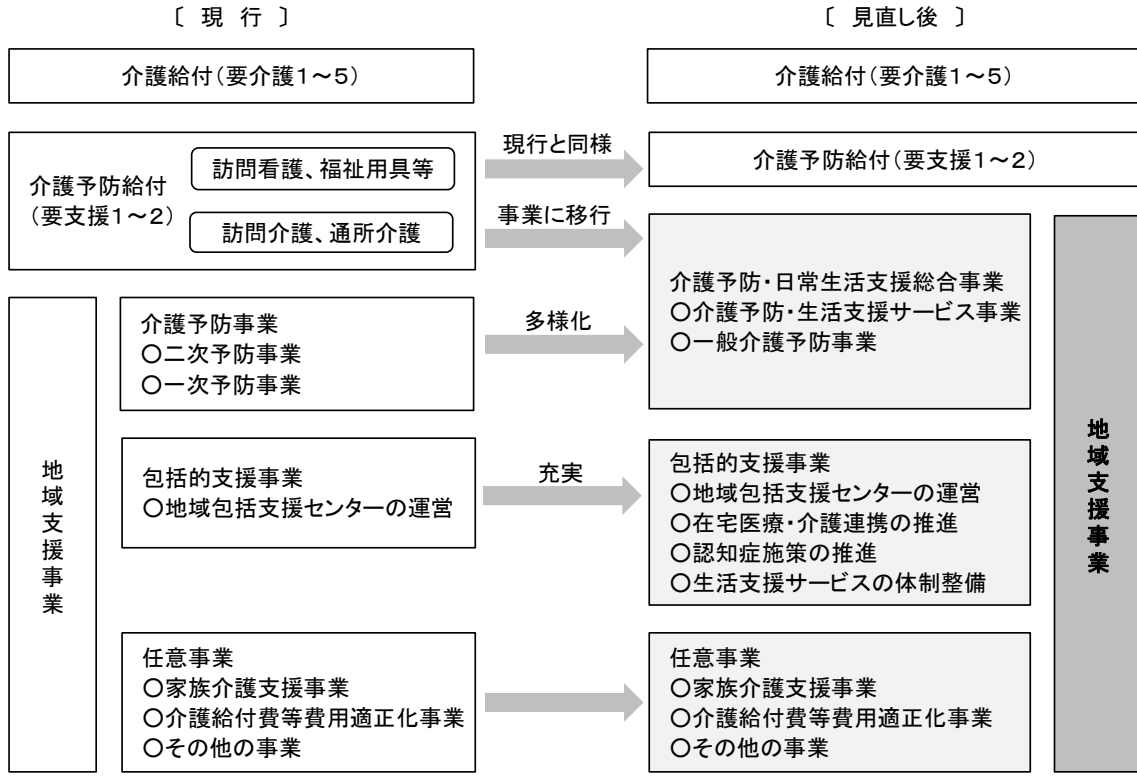 〔 現 行 〕
〔 見直し後 〕
介護給付（要介護１～５）
介護給付（要介護１～５）
介護予防給付
（要支援１～２）
訪問看護、福祉用具等
訪問介護、通所介護
現行と同様
事業に移行
介護予防給付（要支援１～２）
地域支援事業
介護予防事業
○二次予防事業
○一次予防事業
多様化
介護予防・日常生活支援総合事業
○介護予防・生活支援サービス事業
○一般介護予防事業
包括的支援事業
○地域包括支援センターの運営
充実
包括的支援事業
○地域包括支援センターの運営
○在宅医療・介護連携の推進
○認知症施策の推進
○生活支援サービスの体制整備
任意事業
○家族介護支援事業
○介護給付費等費用適正化事業
○その他の事業
任意事業
○家族介護支援事業
○介護給付費等費用適正化事業
○その他の事業
地域支援事業